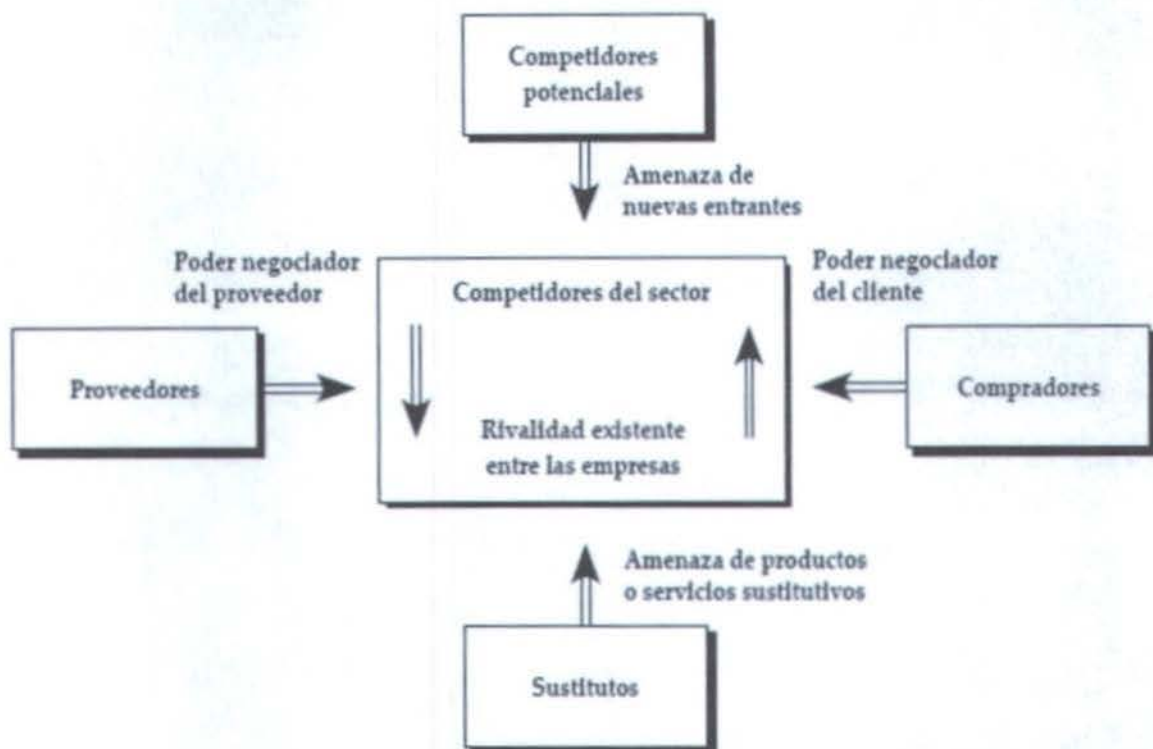 Competidores
potenciales
Amenaza de
nuevas entrantes
Poder negociador
del proveedor
Competidores del sector
Poder negociador
del cliente
Proveedores
Compradores
Rivalidad existente
entre las empresas
Amenaza de productos
o servicios sustitutivos
Sustitutos